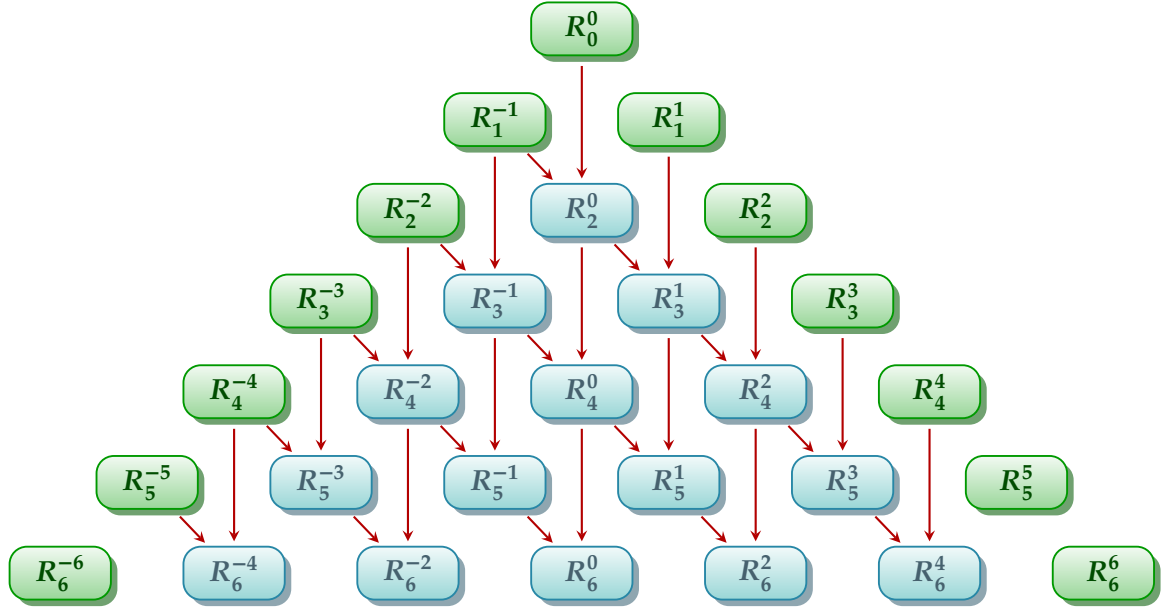 R_0^0
R_1^{-1} R_1^1
R_2^{-2} R_2^0 R_2^2
R_3^{-3} R_3^{-1} R_3^1 R_3^3
R_4^{-4} R_4^{-2} R_4^0 R_4^2 R_4^4
R_5^{-5} R_5^{-3} R_5^{-1} R_5^1 R_5^3 R_5^5
R_6^{-6} R_6^{-4} R_6^{-2} R_6^0 R_6^2 R_6^4 R_6^6